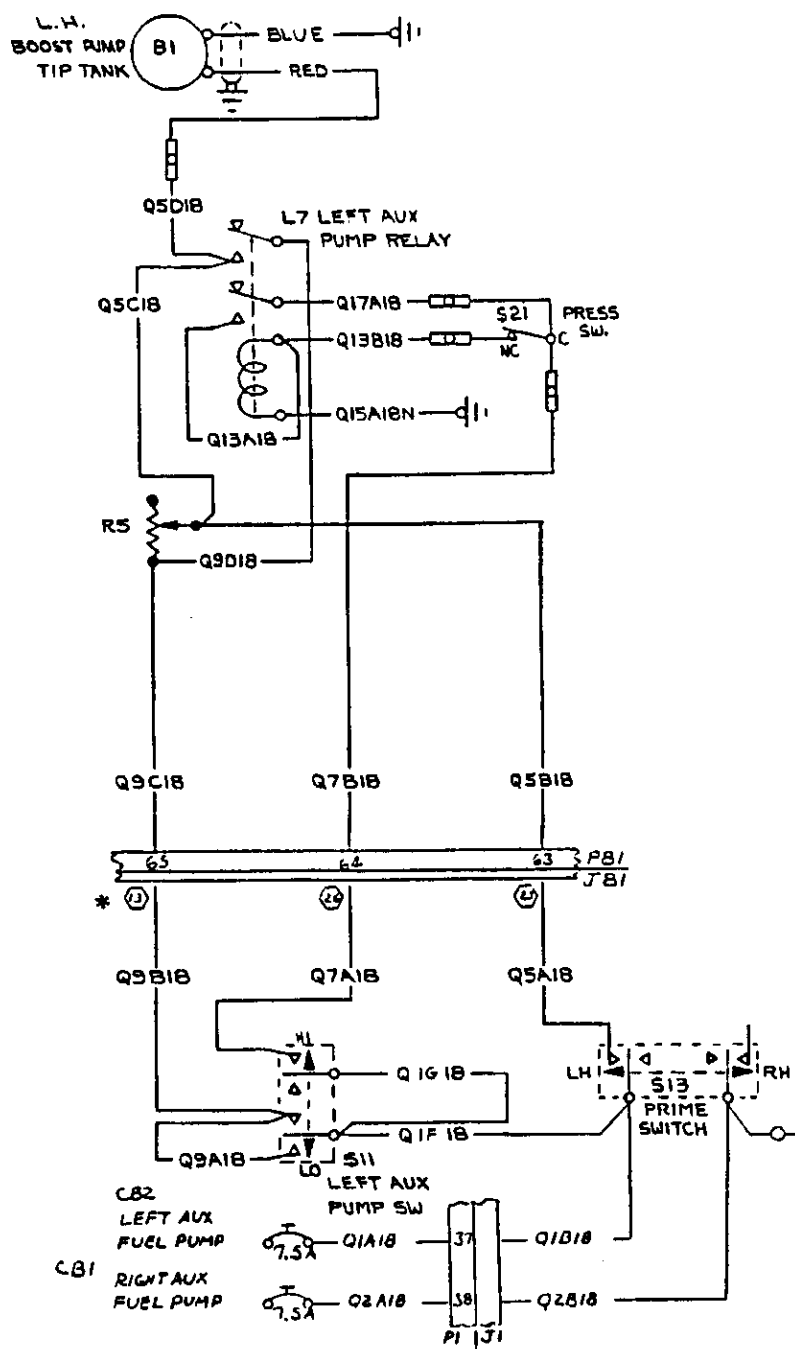 L.H.
BOOST PUMP
TIP TANK
B1
BLUE
RED
Q5D18
L7 LEFT AUX
PUMP RELAY
Q5C18
Q17A18
S21
PRESS
SW.
Q13B18
NC
C
Q15A18N
Q13A18
R5
Q9D18
Q9C18
Q7B18
Q5B18
65
64
63
P81
J81
*
13
26
25
Q9B18
Q7A18
Q5A18
HI
Q1G18
LH
S13
RH
PRIME
SWITCH
Q1F18
Q9A18
LO
S11
LEFT AUX
PUMP SW
CB2
LEFT AUX
FUEL PUMP
7.5A
Q1A18
37
Q1B18
CB1
RIGHT AUX
FUEL PUMP
7.5A
Q2A18
38
Q2B18
P1
J1